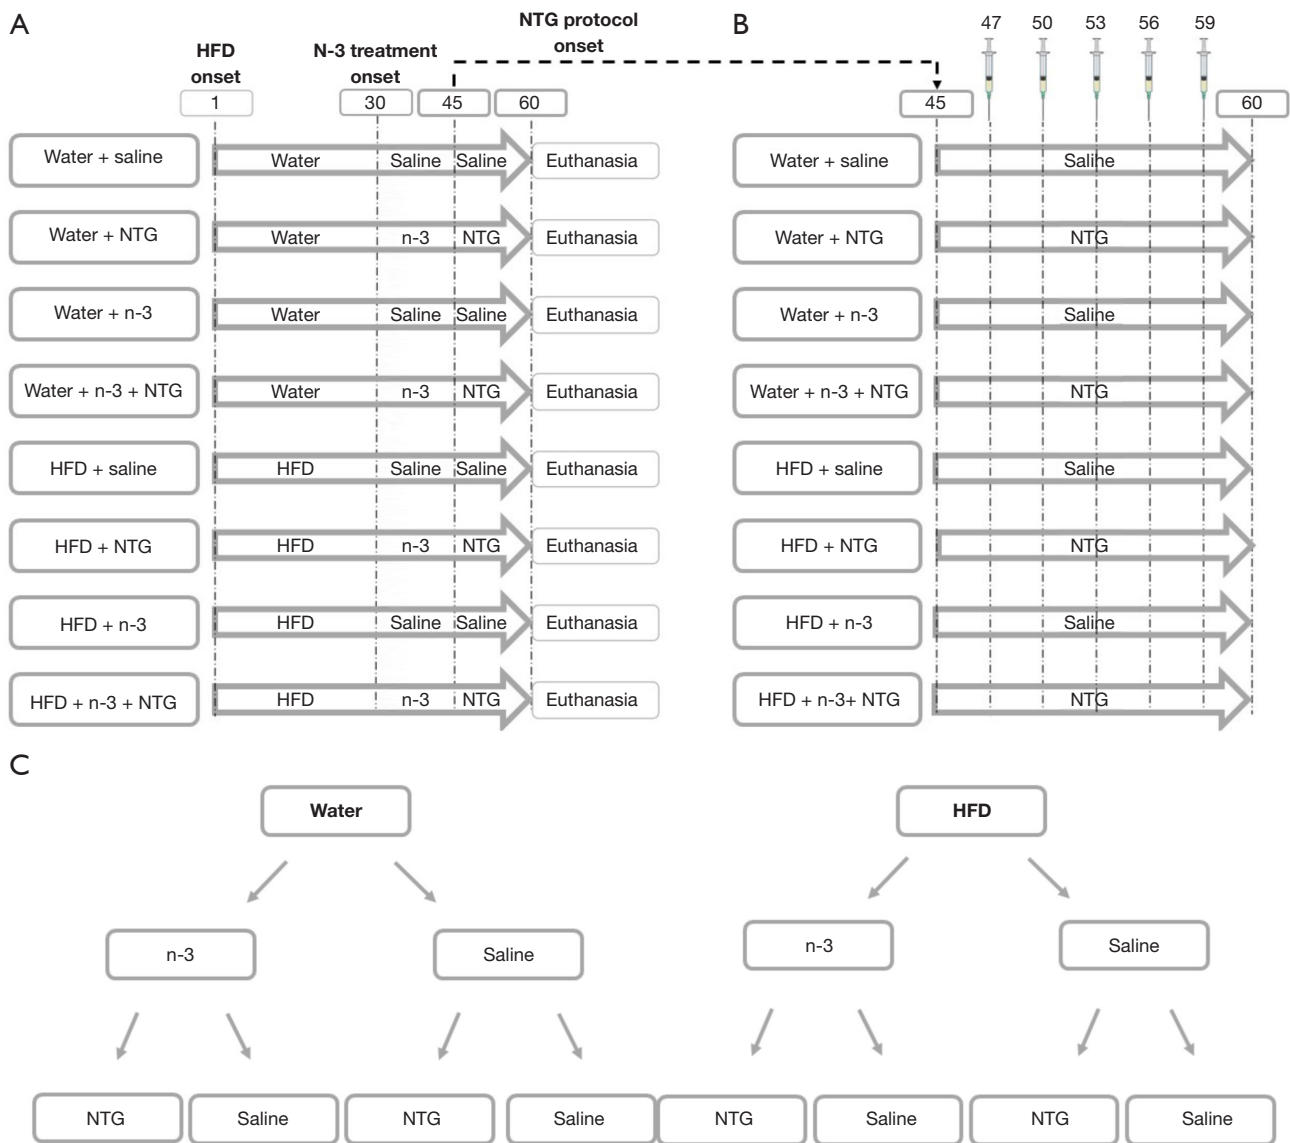 A
HFD
onset
N-3 treatment
onset
NTG protocol
onset
1
30
45
60
Water + saline
Water
Saline
Saline
Euthanasia
Water + NTG
Water
n-3
NTG
Euthanasia
Water + n-3
Water
Saline
Saline
Euthanasia
Water + n-3 + NTG
Water
n-3
NTG
Euthanasia
HFD + saline
HFD
Saline
Saline
Euthanasia
HFD + NTG
HFD
n-3
NTG
Euthanasia
HFD + n-3
HFD
Saline
Saline
Euthanasia
HFD + n-3 + NTG
HFD
n-3
NTG
Euthanasia
B
47
50
53
56
59
45
60
Water + saline
Saline
Water + NTG
NTG
Water + n-3
Saline
Water + n-3 + NTG
NTG
HFD + saline
Saline
HFD + NTG
NTG
HFD + n-3
Saline
HFD + n-3+ NTG
NTG
C
Water
HFD
n-3
Saline
n-3
Saline
NTG
Saline
NTG
Saline
NTG
Saline
NTG
Saline